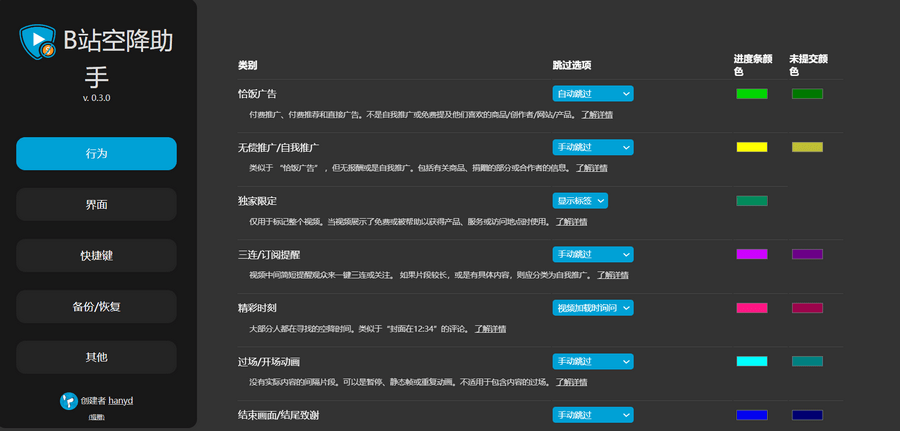 B站空降助
手
v. 0.3.0
行为
界面
快捷键
备份/恢复
其他
创建者 hanyd
(捐赠)
类别 跳过选项 进度条颜 未提交颜
色 色
恰饭广告 自动跳过
付费推广、付费推荐和直接广告。不是自我推广或免费提及他们喜欢的商品/创作者/网站/产品。 了解详情
无偿推广/自我推广 手动跳过
类似于 “恰饭广告” ，但无报酬或是自我推广。包括有关商品、捐赠的部分或合作者的信息。 了解详情
独家限定 显示标签
仅用于标记整个视频。当视频展示了免费或被帮助以获得产品、服务或访问地点时使用。 了解详情
三连/订阅提醒 手动跳过
视频中间简短提醒观众来一键三连或关注。 如果片段较长，或是有具体内容，则应分类为自我推广。 了解详情
精彩时刻 视频加载时询问
大部分人都在寻找的空降时间。类似于“封面在12:34”的评论。 了解详情
过场/开场动画 手动跳过
没有实际内容的间隔片段。可以是暂停、静态帧或重复动画。不适用于包含内容的过场。 了解详情
结束画面/结尾致谢 手动跳过